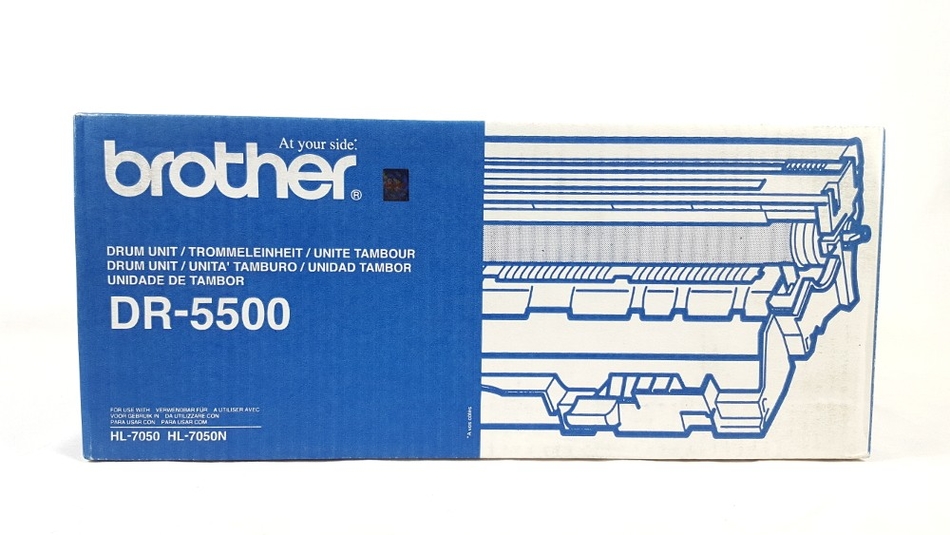 At your side.
brother®
DRUM UNIT / TROMMELEINHEIT / UNITE TAMBOUR
DRUM UNIT / UNITA' TAMBURO / UNIDAD TAMBOR
UNIDADE DE TAMBOR
DR-5500
FOR USE WITH VERWENDBAR FÜR A UTILISER AVEC
VOOR GEBRUIK IN DA UTILIZZARE CON
PARA USAR CON PARA USAR COM
HL-7050 HL-7050N
*A vos côtés